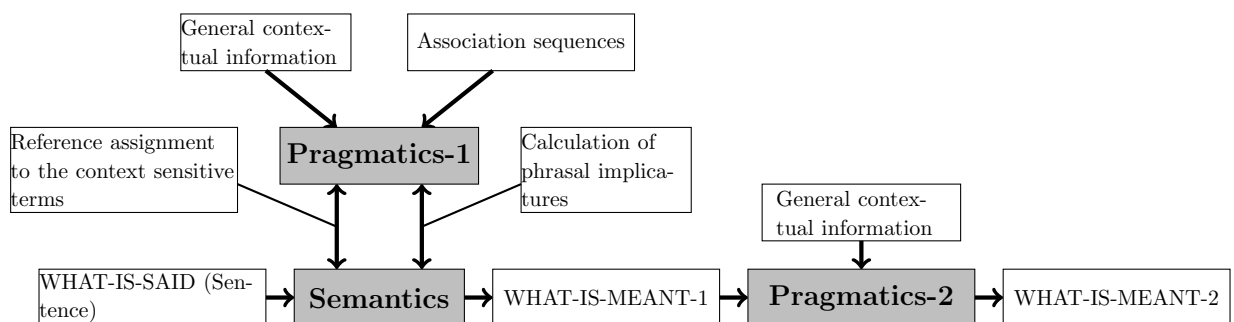 General contex-
tual information
Association sequences
Reference assignment
to the context sensitive
terms
Pragmatics-1
Calculation of
phrasal implica-
tures
General contex-
tual information
WHAT-IS-SAID (Sen-
tence)
Semantics
WHAT-IS-MEANT-1
Pragmatics-2
WHAT-IS-MEANT-2